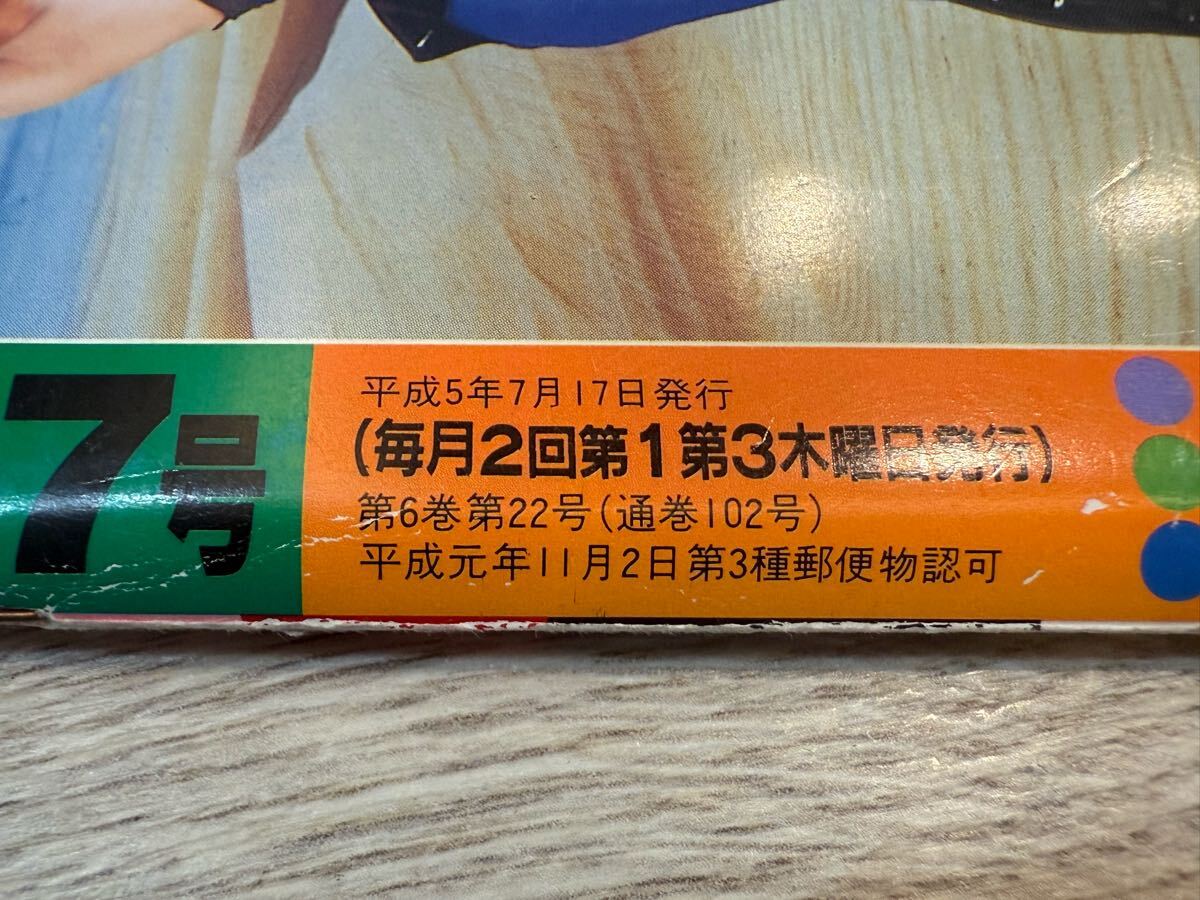 7号
平成5年7月17日発行
(毎月2回第1第3木曜日発行)
第6巻第22号(通巻102号)
平成元年11月2日第3種郵便物認可